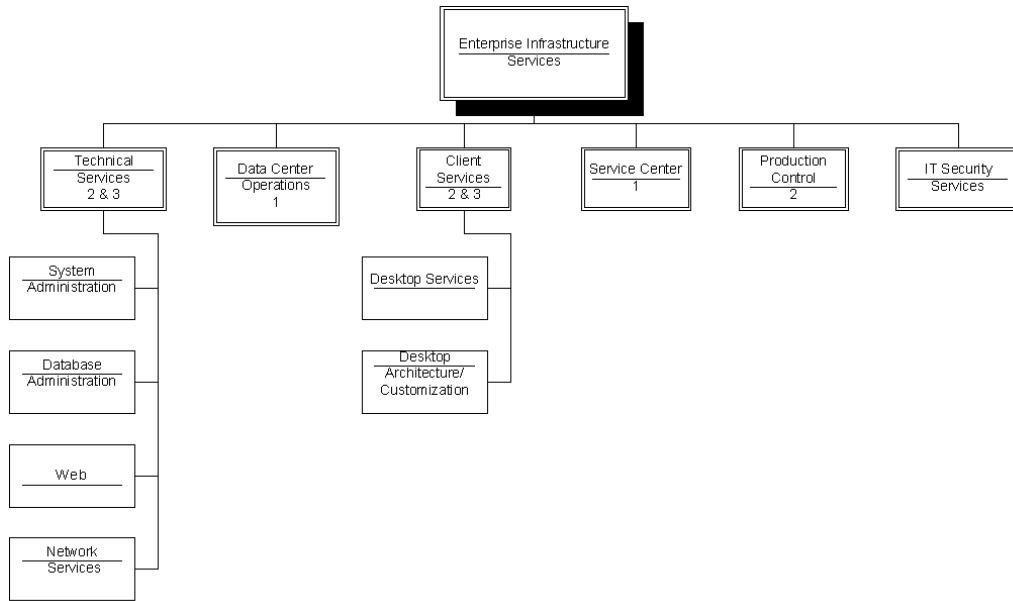 Enterprise Infrastructure
Services
Technical
Services
2 & 3
Data Center
Operations
1
Client
Services
2 & 3
Service Center
1
Production
Control
2
IT Security
Services
System
Administration
Desktop Services
Database
Administration
Desktop
Architecture/
Customization
Web
Network
Services